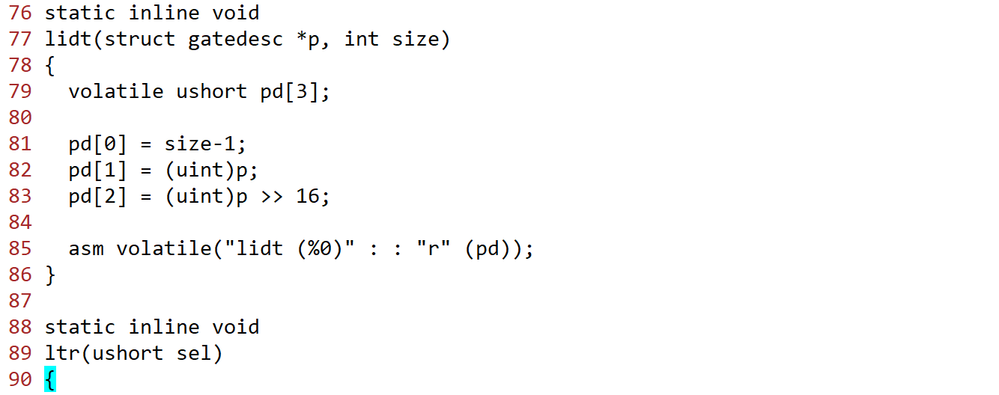 76 static inline void
77 lidt(struct gatedesc *p, int size)
78 {
79   volatile ushort pd[3];
80
81   pd[0] = size-1;
82   pd[1] = (uint)p;
83   pd[2] = (uint)p >> 16;
84
85   asm volatile("lidt (%0)" : : "r" (pd));
86 }
87
88 static inline void
89 ltr(ushort sel)
90 {